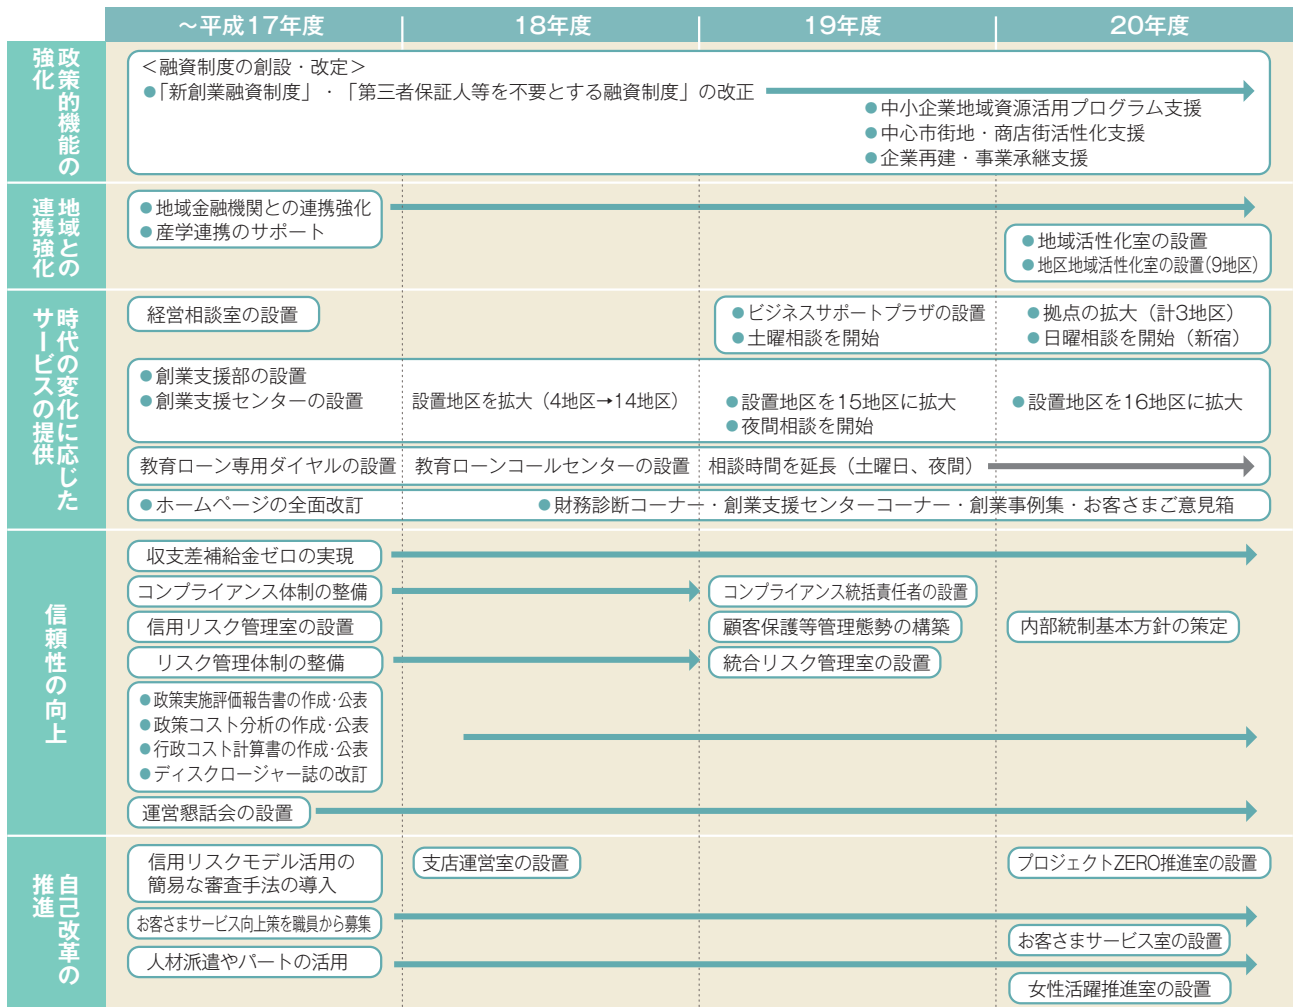 ～平成17年度
18年度
19年度
20年度
政策的機能の
強化
＜融資制度の創設・改定＞
●「新創業融資制度」・「第三者保証人等を不要とする融資制度」の改正
●中小企業地域資源活用プログラム支援
●中心市街地・商店街活性化支援
●企業再建・事業承継支援
地域との
連携強化
●地域金融機関との連携強化
●産学連携のサポート
●地域活性化室の設置
●地区地域活性化室の設置(9地区)
時代の変化に応じた
サービスの提供
経営相談室の設置
●ビジネスサポートプラザの設置
●土曜相談を開始
●拠点の拡大（計3地区）
●日曜相談を開始（新宿）
●創業支援部の設置
●創業支援センターの設置
設置地区を拡大（4地区→14地区）
●設置地区を15地区に拡大
●夜間相談を開始
●設置地区を16地区に拡大
教育ローン専用ダイヤルの設置
教育ローンコールセンターの設置
相談時間を延長（土曜日、夜間）
●ホームページの全面改訂
●財務診断コーナー・創業支援センターコーナー・創業事例集・お客さまご意見箱
信頼性の向上
収支差補給金ゼロの実現
コンプライアンス体制の整備
コンプライアンス統括責任者の設置
信用リスク管理室の設置
顧客保護等管理態勢の構築
内部統制基本方針の策定
リスク管理体制の整備
統合リスク管理室の設置
●政策実施評価報告書の作成・公表
●政策コスト分析の作成・公表
●行政コスト計算書の作成・公表
●ディスクロージャー誌の改訂
運営懇話会の設置
自己改革の
推進
信用リスクモデル活用の
簡易な審査手法の導入
支店運営室の設置
プロジェクトZERO推進室の設置
お客さまサービス向上策を職員から募集
お客さまサービス室の設置
人材派遣やパートの活用
女性活躍推進室の設置